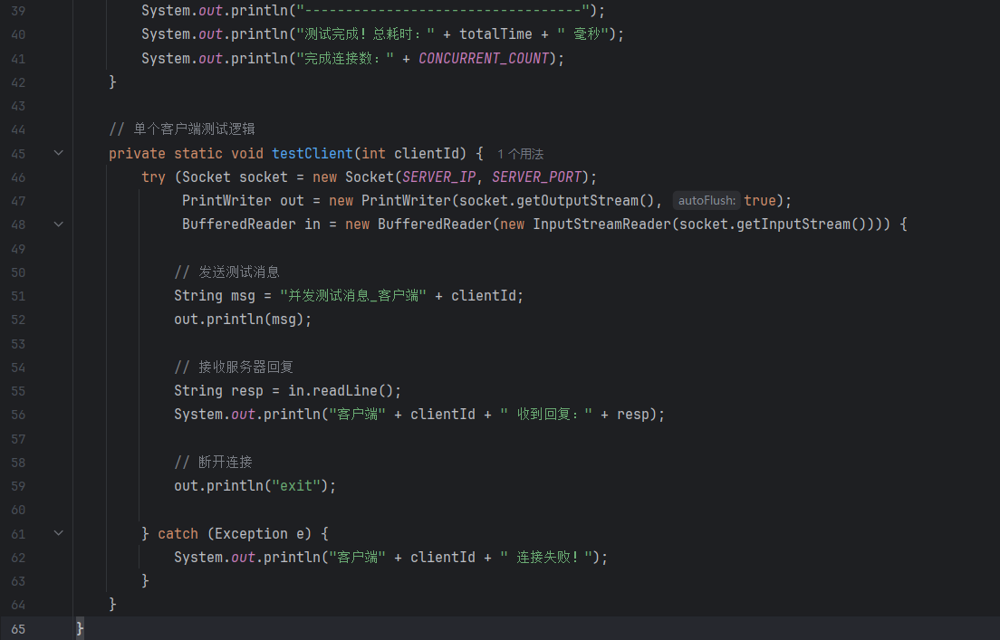 39 System.out.println("----------------------------------");
40 System.out.println("测试完成！总耗时：" + totalTime + " 毫秒");
41 System.out.println("完成连接数：" + CONCURRENT_COUNT);
42 }
43
44 // 单个客户端测试逻辑
45 private static void testClient(int clientId) { 1 个用法
46 try (Socket socket = new Socket(SERVER_IP, SERVER_PORT);
47 PrintWriter out = new PrintWriter(socket.getOutputStream(), autoFlush: true);
48 BufferedReader in = new BufferedReader(new InputStreamReader(socket.getInputStream()))) {
49
50 // 发送测试消息
51 String msg = "并发测试消息_客户端" + clientId;
52 out.println(msg);
53
54 // 接收服务器回复
55 String resp = in.readLine();
56 System.out.println("客户端" + clientId + " 收到回复：" + resp);
57
58 // 断开连接
59 out.println("exit");
60
61 } catch (Exception e) {
62 System.out.println("客户端" + clientId + " 连接失败！");
63 }
64 }
65 }